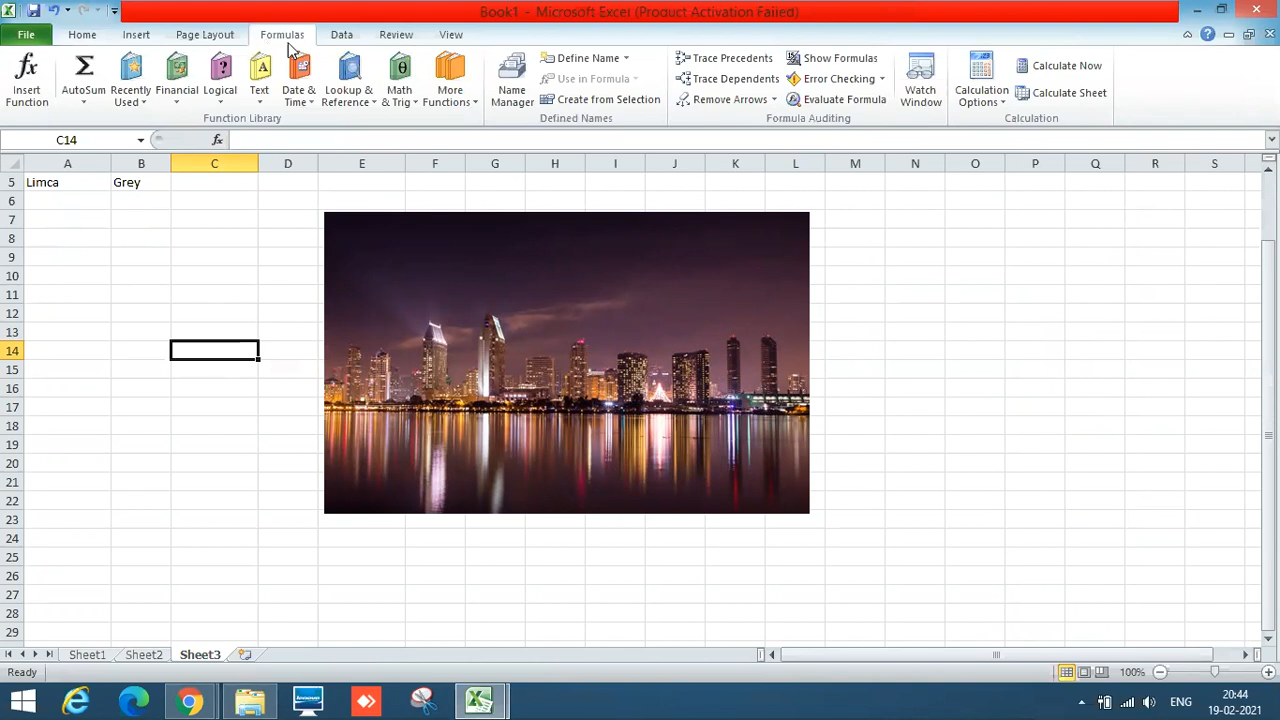 Book1 - Microsoft Excel (Product Activation Failed)
File Home Insert Page Layout Formulas Data Review View
Insert Function
AutoSum
Recently Used
Financial
Logical
Text
Date & Time
Lookup & Reference
Math & Trig
More Functions
Function Library
Name Manager
Define Name
Use in Formula
Create from Selection
Defined Names
Trace Precedents
Trace Dependents
Remove Arrows
Show Formulas
Error Checking
Evaluate Formula
Watch Window
Formula Auditing
Calculation Options
Calculate Now
Calculate Sheet
Calculation
C14 fx
A B C D E F G H I J K L M N O P Q R S
5 Limca Grey
6
7
8
9
10
11
12
13
14
15
16
17
18
19
20
21
22
23
24
25
26
27
28
29
Sheet1 Sheet2 Sheet3
Ready 100%
ENG
20:44
19-02-2021